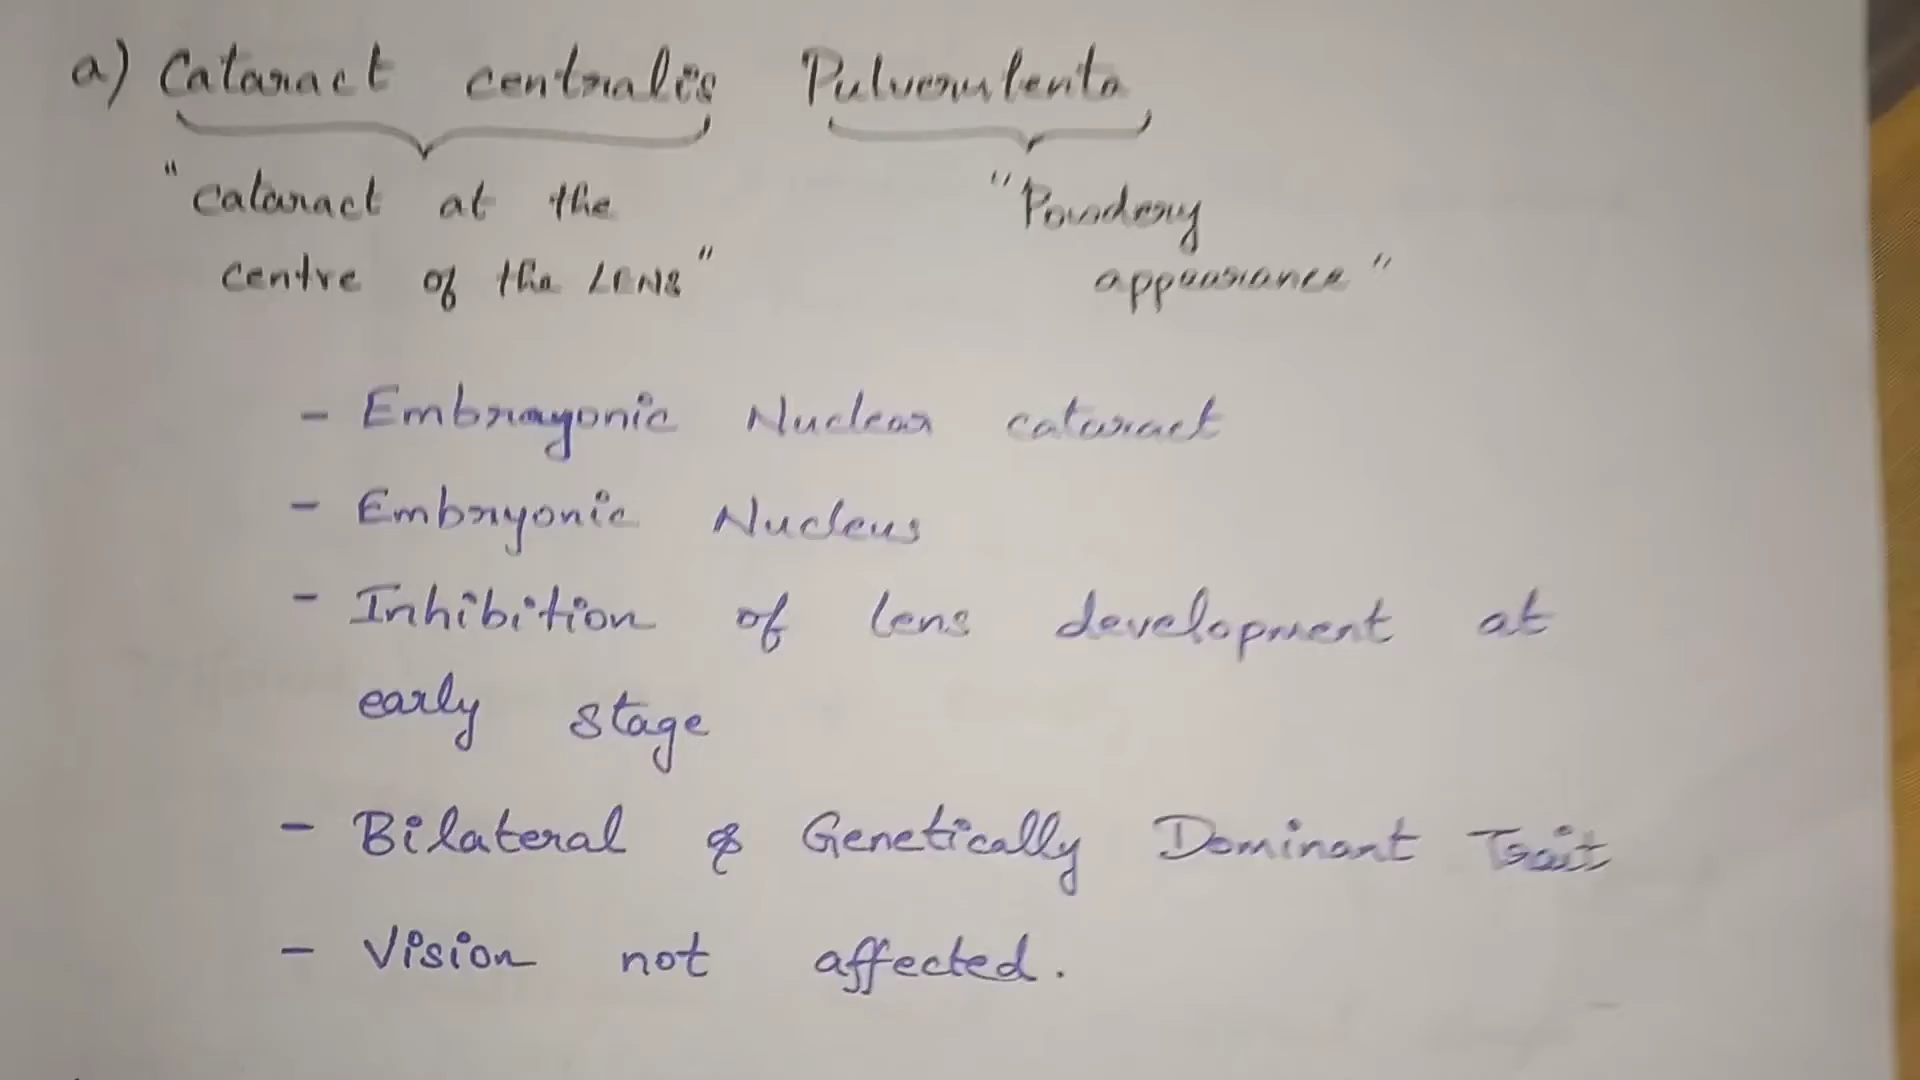 a) Cataract centralis Pulverulenta
"cataract at the "Powdery
centre of the LENS" appearance"
- Embrayonic Nuclear cataract
- Embryonic Nucleus
- Inhibition of lens development at
early stage
- Bilateral & Genetically Dominant Trait
- Vision not affected.